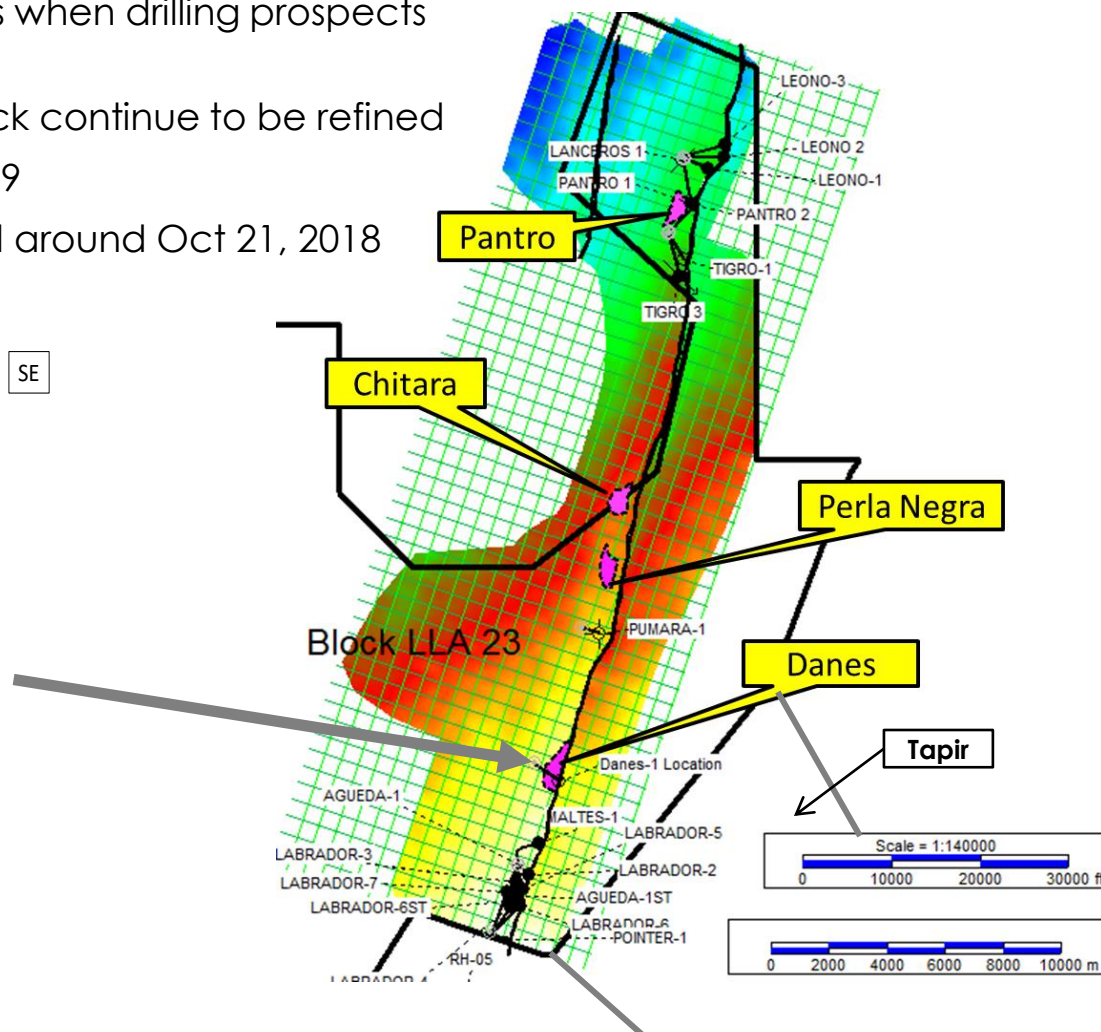 s when drilling prospects
ck continue to be refined
9
l around Oct 21, 2018
SE
LEONO-3
LANCEROS 1
LEONO 2
PANTRO 1
LEONO-1
PANTRO 2
Pantro
TIGRO-1
TIGRO 3
Chitara
Perla Negra
Block LLA 23
PUMARA-1
Danes
Tapir
Danes-1 Location
AGUEDA-1
MALTES-1
LABRADOR-5
Scale = 1:140000
0 10000 20000 30000 ft
LABRADOR-3
LABRADOR-2
LABRADOR-7
AGUEDA-1ST
LABRADOR-6ST
LABRADOR-6
POINTER-1
RH-05
LABRADOR-4
0 2000 4000 6000 8000 10000 m